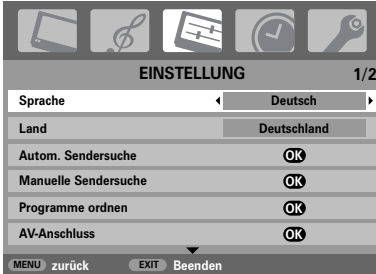 EINSTELLUNG 1/2
Sprache Deutsch
Land Deutschland
Autom. Sendersuche OK
Manuelle Sendersuche OK
Programme ordnen OK
AV-Anschluss OK
MENU zurück EXIT Beenden